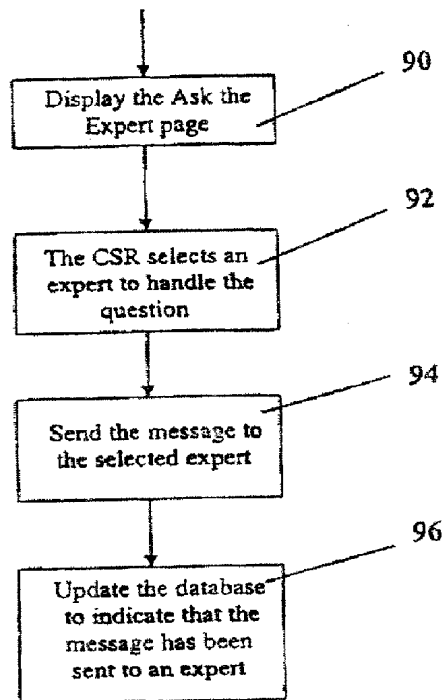 90
Display the Ask the
Expert page
92
The CSR selects an
expert to handle the
question
94
Send the message to
the selected expert
96
Update the database
to indicate that the
message has been
sent to an expert